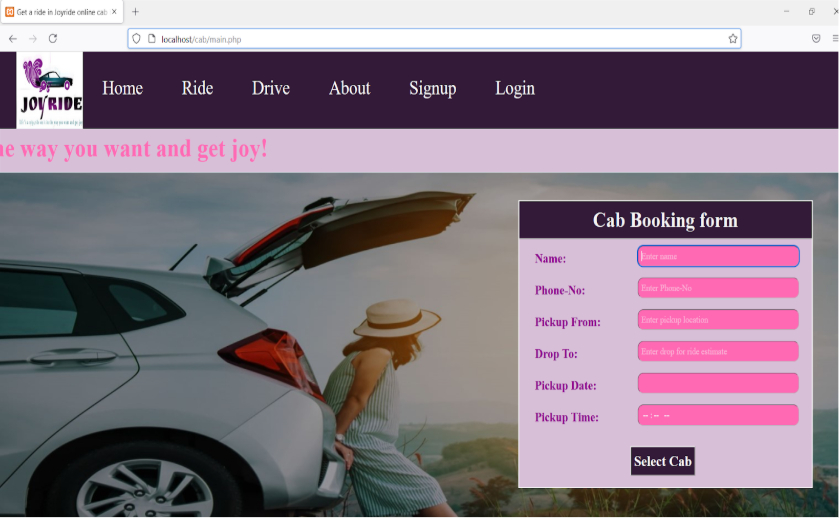 Get a ride in Joyride online cab
localhost/cab/main.php
JOYRIDE
Home Ride Drive About Signup Login
he way you want and get joy!
Cab Booking form
Name: Enter name
Phone-No: Enter Phone-No
Pickup From: Enter pickup location
Drop To: Enter drop for ride estimate
Pickup Date:
Pickup Time: --:-- --
Select Cab